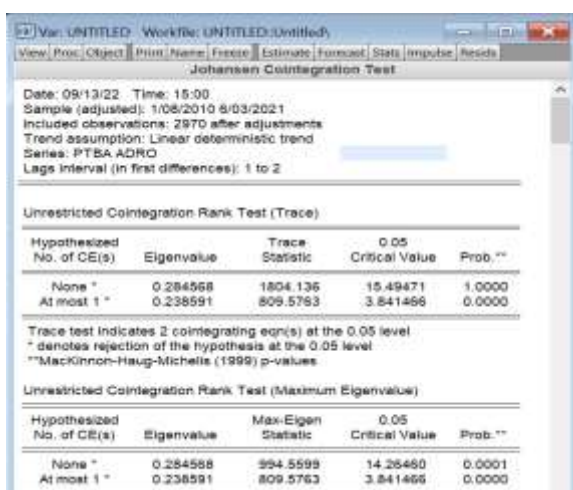 Var: UNTITLED Workfile: UNTITLED::Untitled\
View Proc Object Print Name Freeze Estimate Forecast Stats Impulse Resids
Johansen Cointegration Test
Date: 09/13/22 Time: 15:00
Sample (adjusted): 1/08/2010 6/03/2021
Included observations: 2970 after adjustments
Trend assumption: Linear deterministic trend
Series: PTBA ADRO
Lags interval (in first differences): 1 to 2
Unrestricted Cointegration Rank Test (Trace)
Hypothesized Trace 0.05
No. of CE(s) Eigenvalue Statistic Critical Value Prob.**
None * 0.284568 1804.136 15.49471 1.0000
At most 1 * 0.238591 809.5763 3.841466 0.0000
Trace test indicates 2 cointegrating eqn(s) at the 0.05 level
* denotes rejection of the hypothesis at the 0.05 level
**MacKinnon-Haug-Michelis (1999) p-values
Unrestricted Cointegration Rank Test (Maximum Eigenvalue)
Hypothesized Max-Eigen 0.05
No. of CE(s) Eigenvalue Statistic Critical Value Prob.**
None * 0.284568 994.5599 14.26460 0.0001
At most 1 * 0.238591 809.5763 3.841466 0.0000